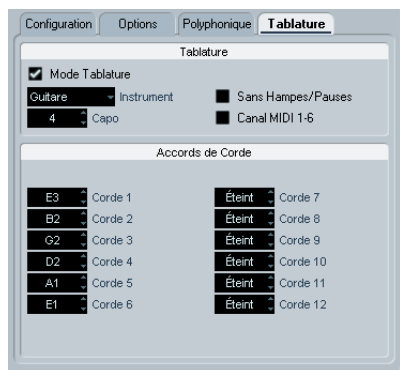 Configuration Options Polyphonique Tablature
Tablature
Mode Tablature
Guitare Instrument Sans Hampes/Pauses
4 Capo Canal MIDI 1-6
Accords de Corde
E3 Corde 1 Éteint Corde 7
B2 Corde 2 Éteint Corde 8
G2 Corde 3 Éteint Corde 9
D2 Corde 4 Éteint Corde 10
A1 Corde 5 Éteint Corde 11
E1 Corde 6 Éteint Corde 12